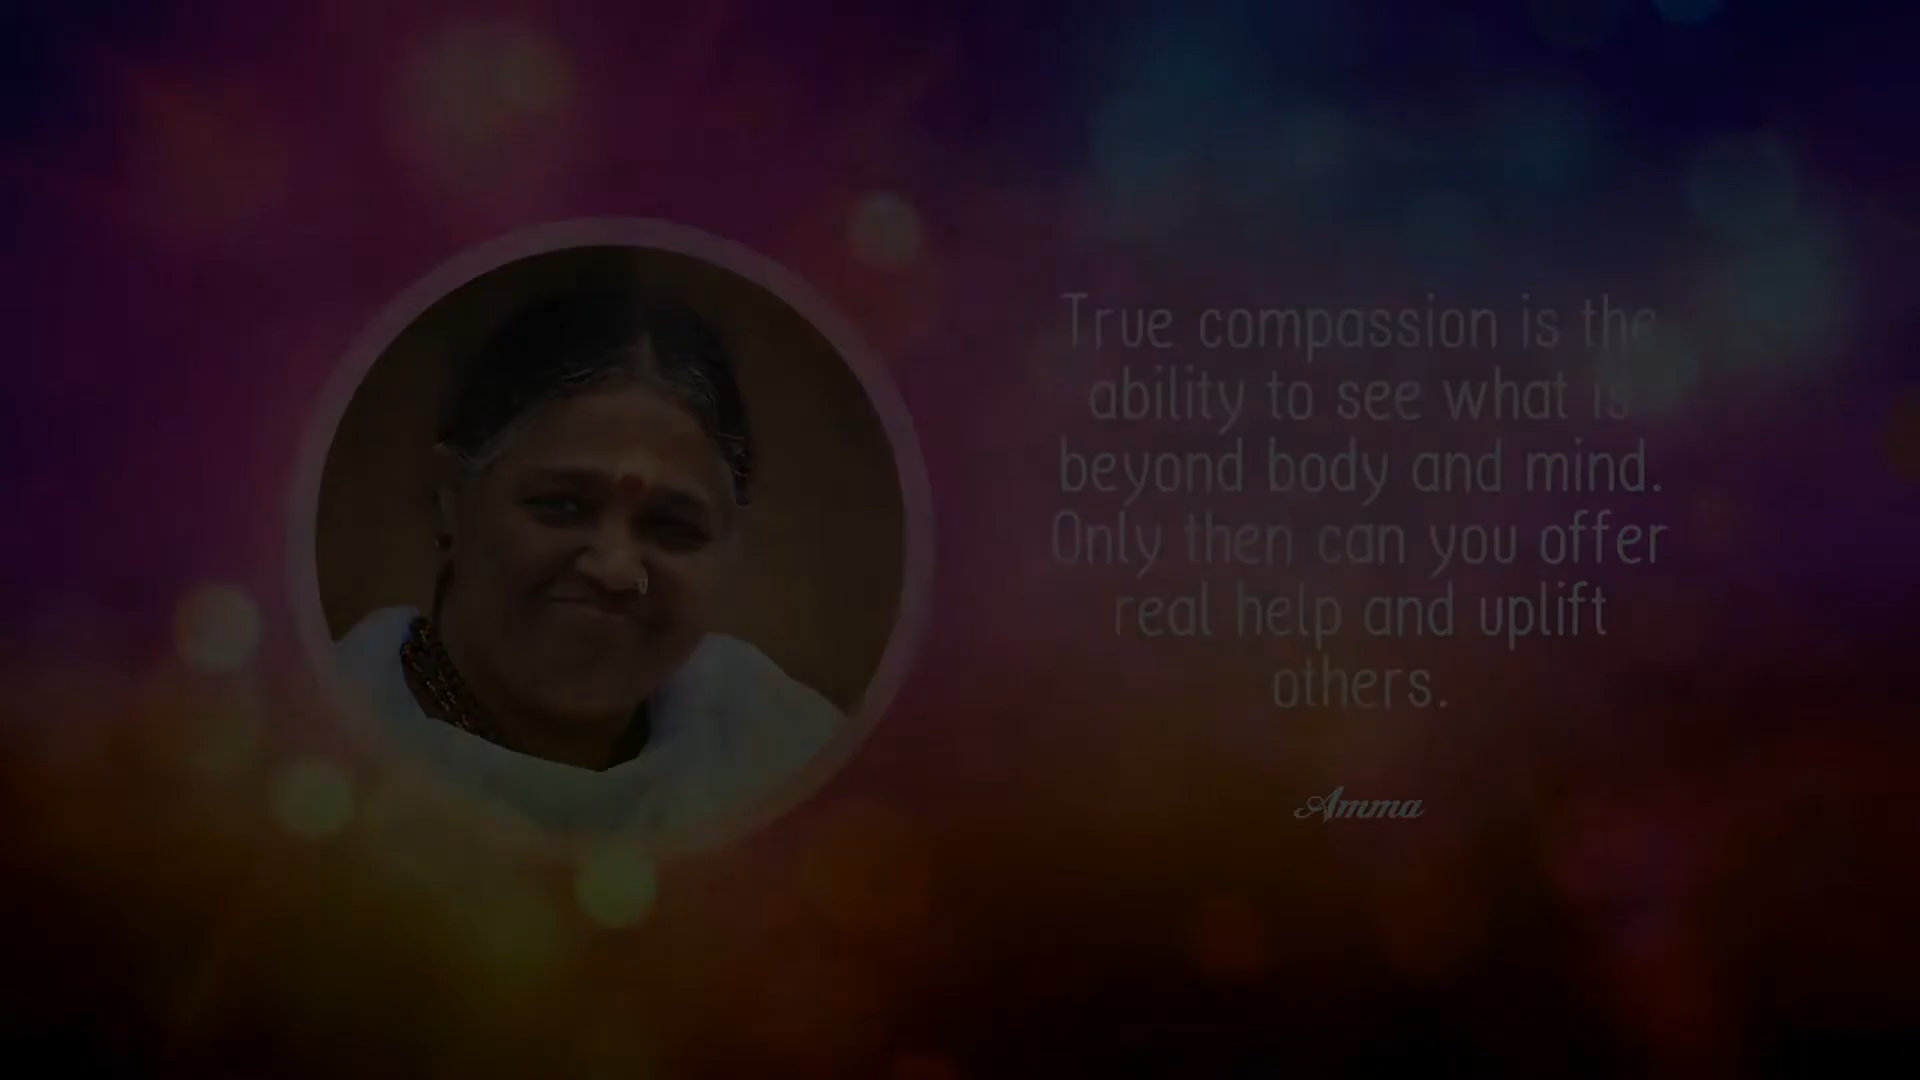 True compassion is the
ability to see what is
beyond body and mind.
Only then can you offer
real help and uplift
others.
Amma